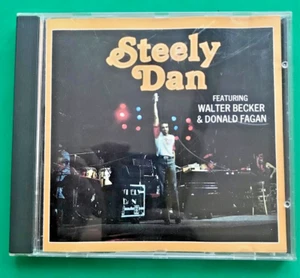 Steely
Dan
FEATURING
WALTER BECKER
& DONALD FAGAN